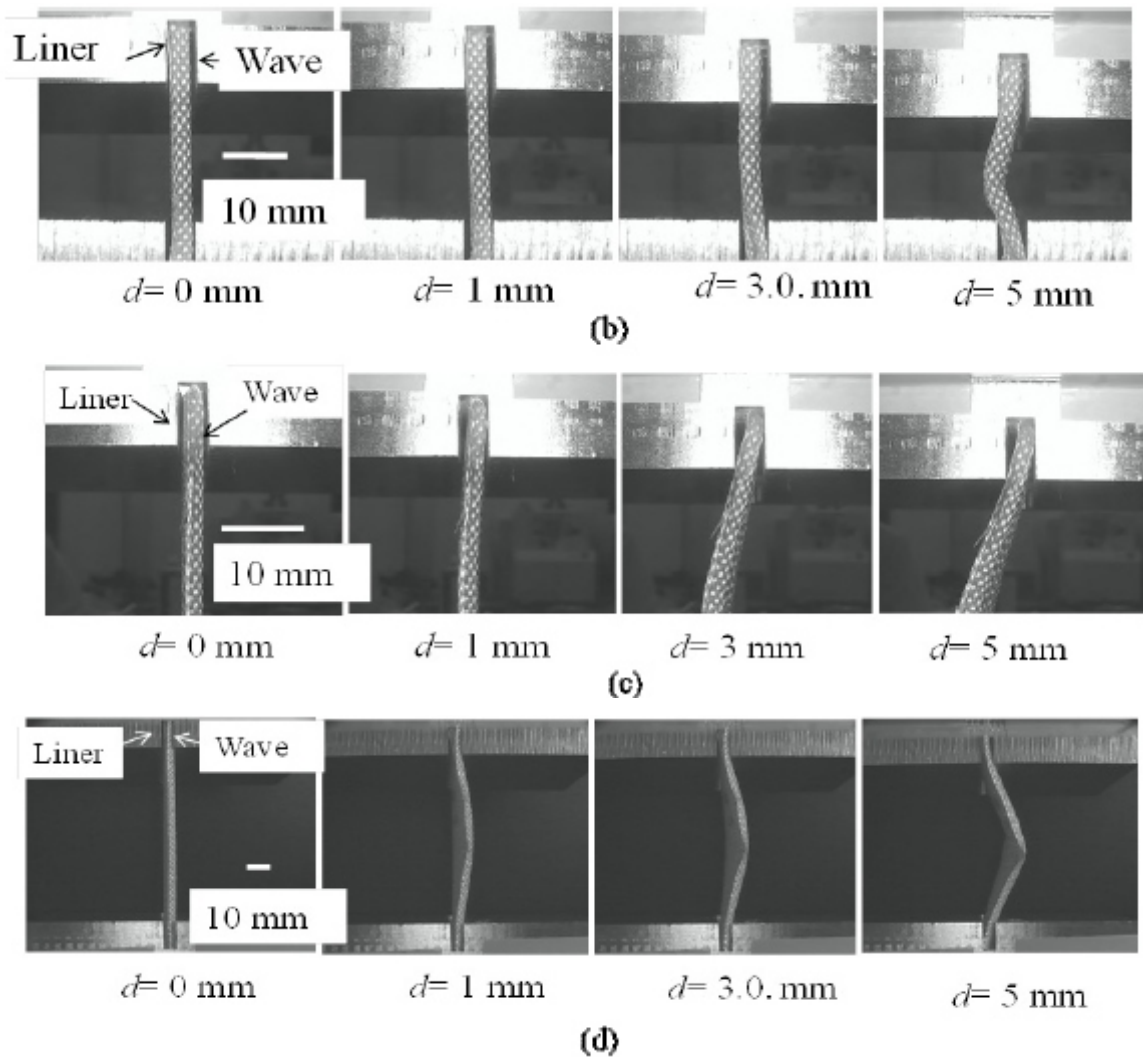 Liner
Wave
10 mm
d= 0 mm
d= 1 mm
d= 3.0. mm
d= 5 mm
(b)
Liner
Wave
10 mm
d= 0 mm
d= 1 mm
d= 3 mm
d= 5 mm
(c)
Liner
Wave
10 mm
d= 0 mm
d= 1 mm
d= 3.0. mm
d= 5 mm
(d)